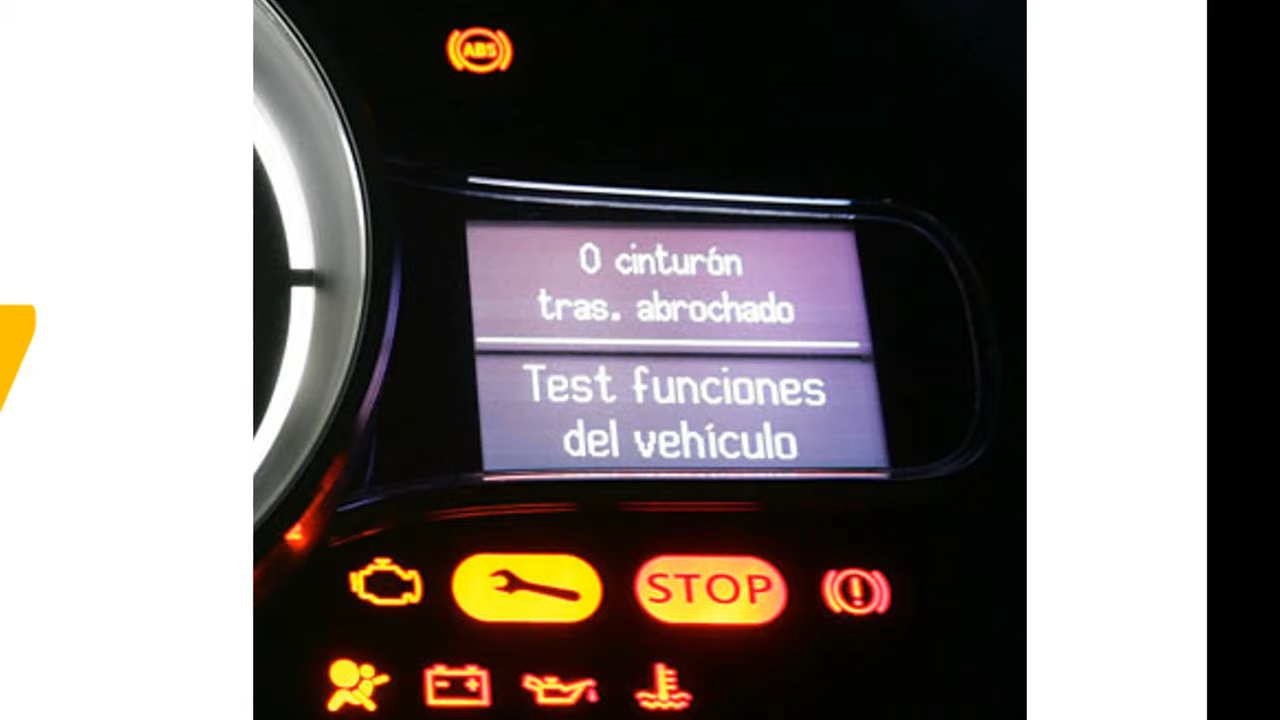 ABS
0 cinturón
tras. abrochado
Test funciones
del vehículo
STOP